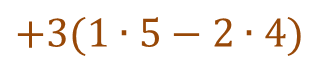 +3(1 · 5 − 2 · 4)